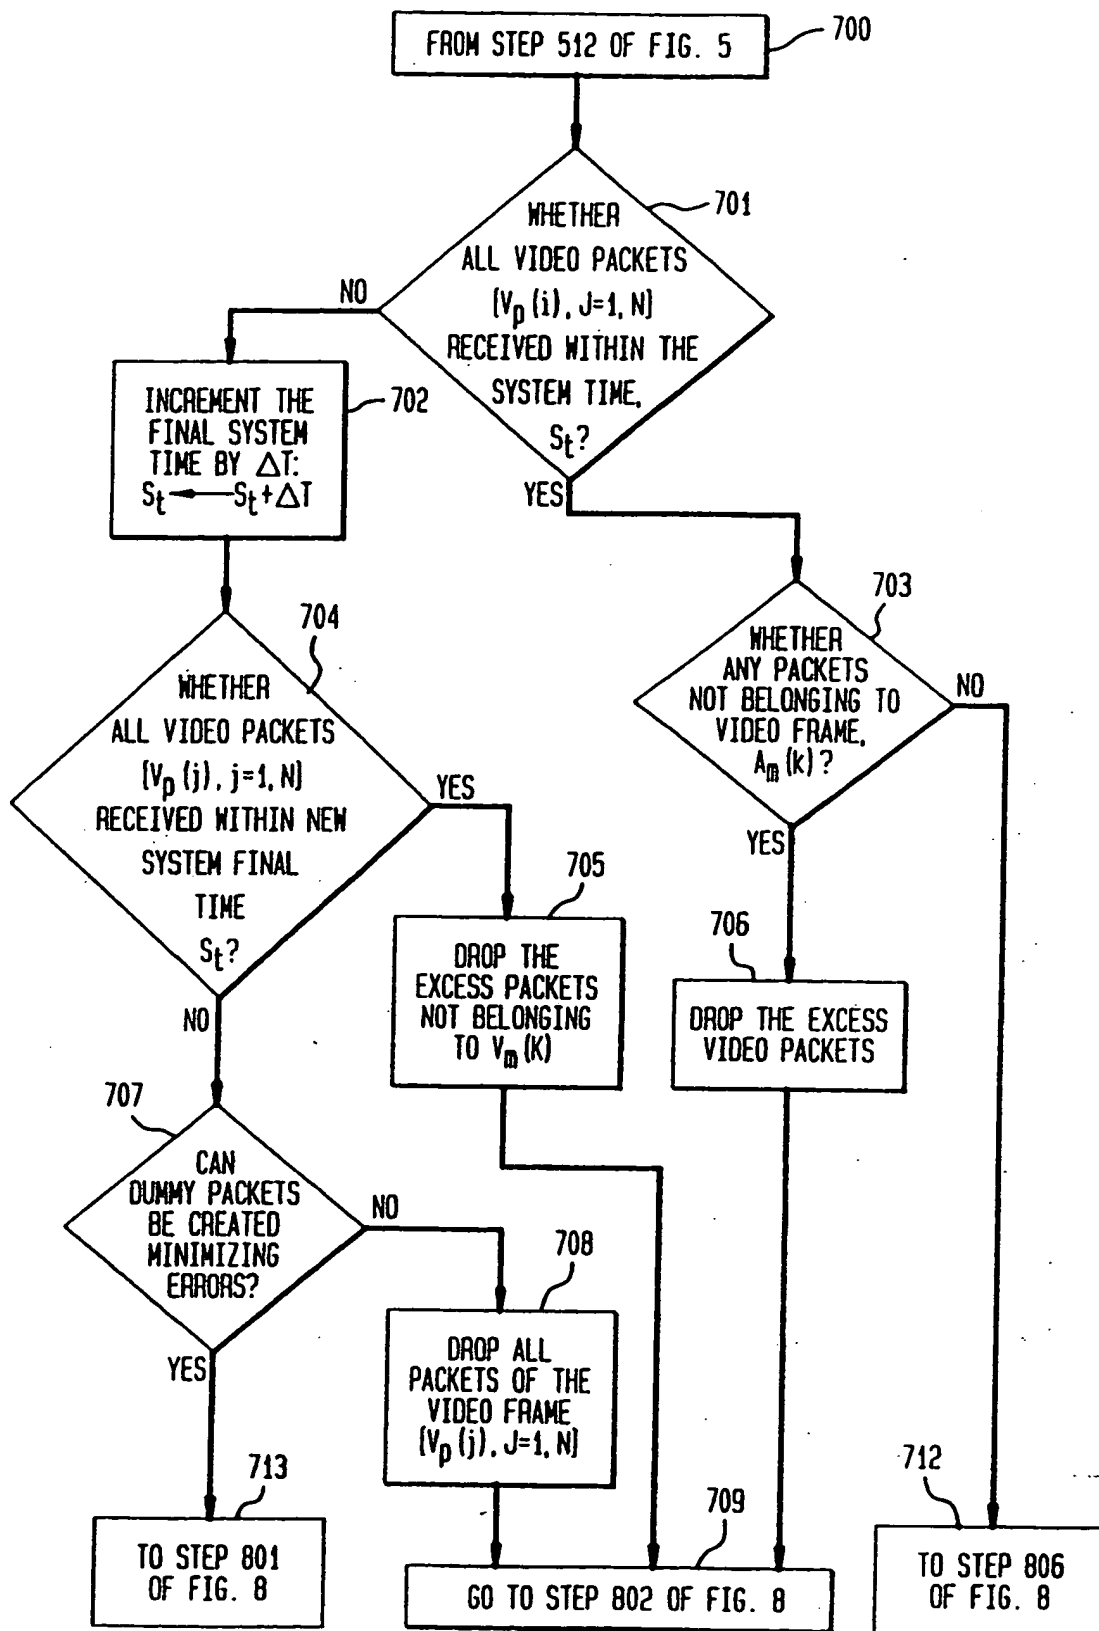 FROM STEP 512 OF FIG. 5
700
WHETHER
ALL VIDEO PACKETS
[Vp(i), J=1, N]
RECEIVED WITHIN THE
SYSTEM TIME,
St?
701
NO
YES
INCREMENT THE
FINAL SYSTEM
TIME BY ΔT:
St ← St+ΔT
702
WHETHER
ANY PACKETS
NOT BELONGING TO
VIDEO FRAME,
Am(k)?
703
NO
YES
704
WHETHER
ALL VIDEO PACKETS
[Vp(j), j=1, N]
RECEIVED WITHIN NEW
SYSTEM FINAL
TIME
St?
YES
NO
705
DROP THE
EXCESS PACKETS
NOT BELONGING
TO Vm(K)
706
DROP THE EXCESS
VIDEO PACKETS
707
CAN
DUMMY PACKETS
BE CREATED
MINIMIZING
ERRORS?
NO
YES
708
DROP ALL
PACKETS OF THE
VIDEO FRAME
[Vp(j), J=1, N]
713
TO STEP 801
OF FIG. 8
709
GO TO STEP 802 OF FIG. 8
712
TO STEP 806
OF FIG. 8